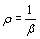 ρ = 1/β